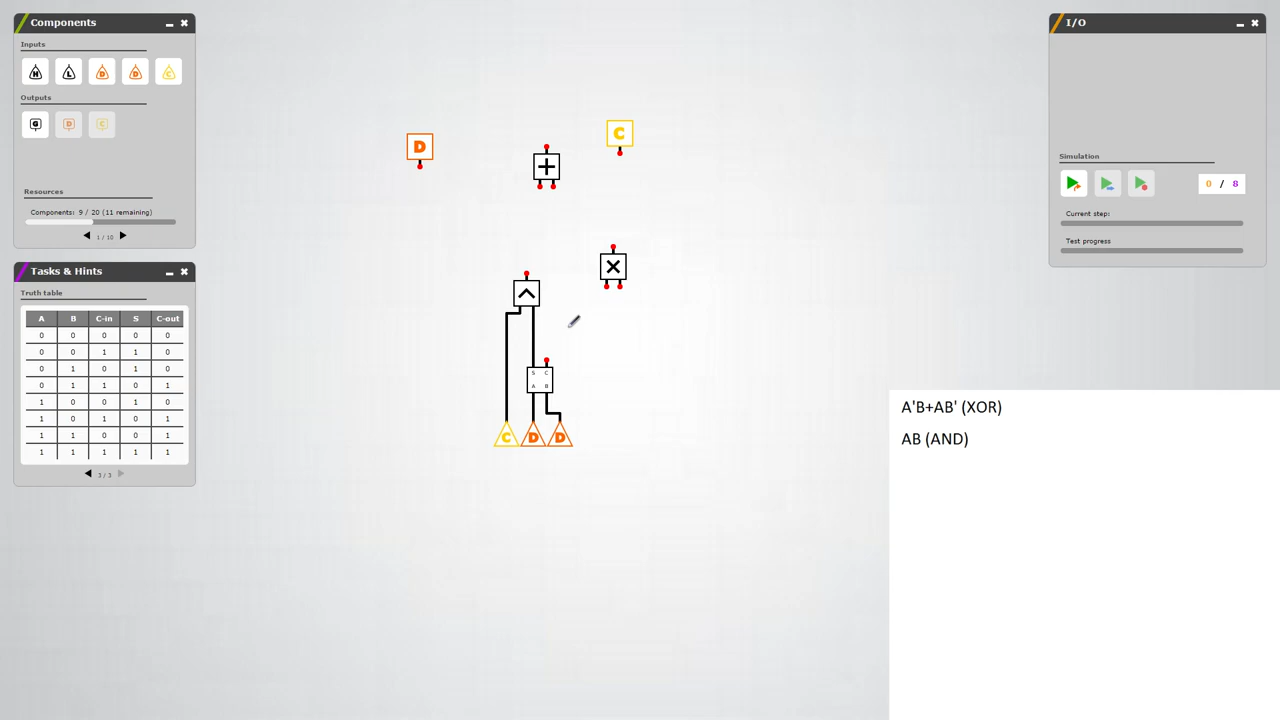 Components
Inputs
H L D D C
Outputs
G D C
Resources
Components: 9 / 20 (11 remaining)
1 / 10
Tasks & Hints
Truth table
A B C-in S C-out
0 0 0 0 0
0 0 1 1 0
0 1 0 1 0
0 1 1 0 1
1 0 0 1 0
1 0 1 0 1
1 1 0 0 1
1 1 1 1 1
3 / 3
D
+
C
×
^
S C
A B
C D D
I/O
Simulation
0 / 8
Current step:
Test progress
A'B+AB' (XOR)
AB (AND)